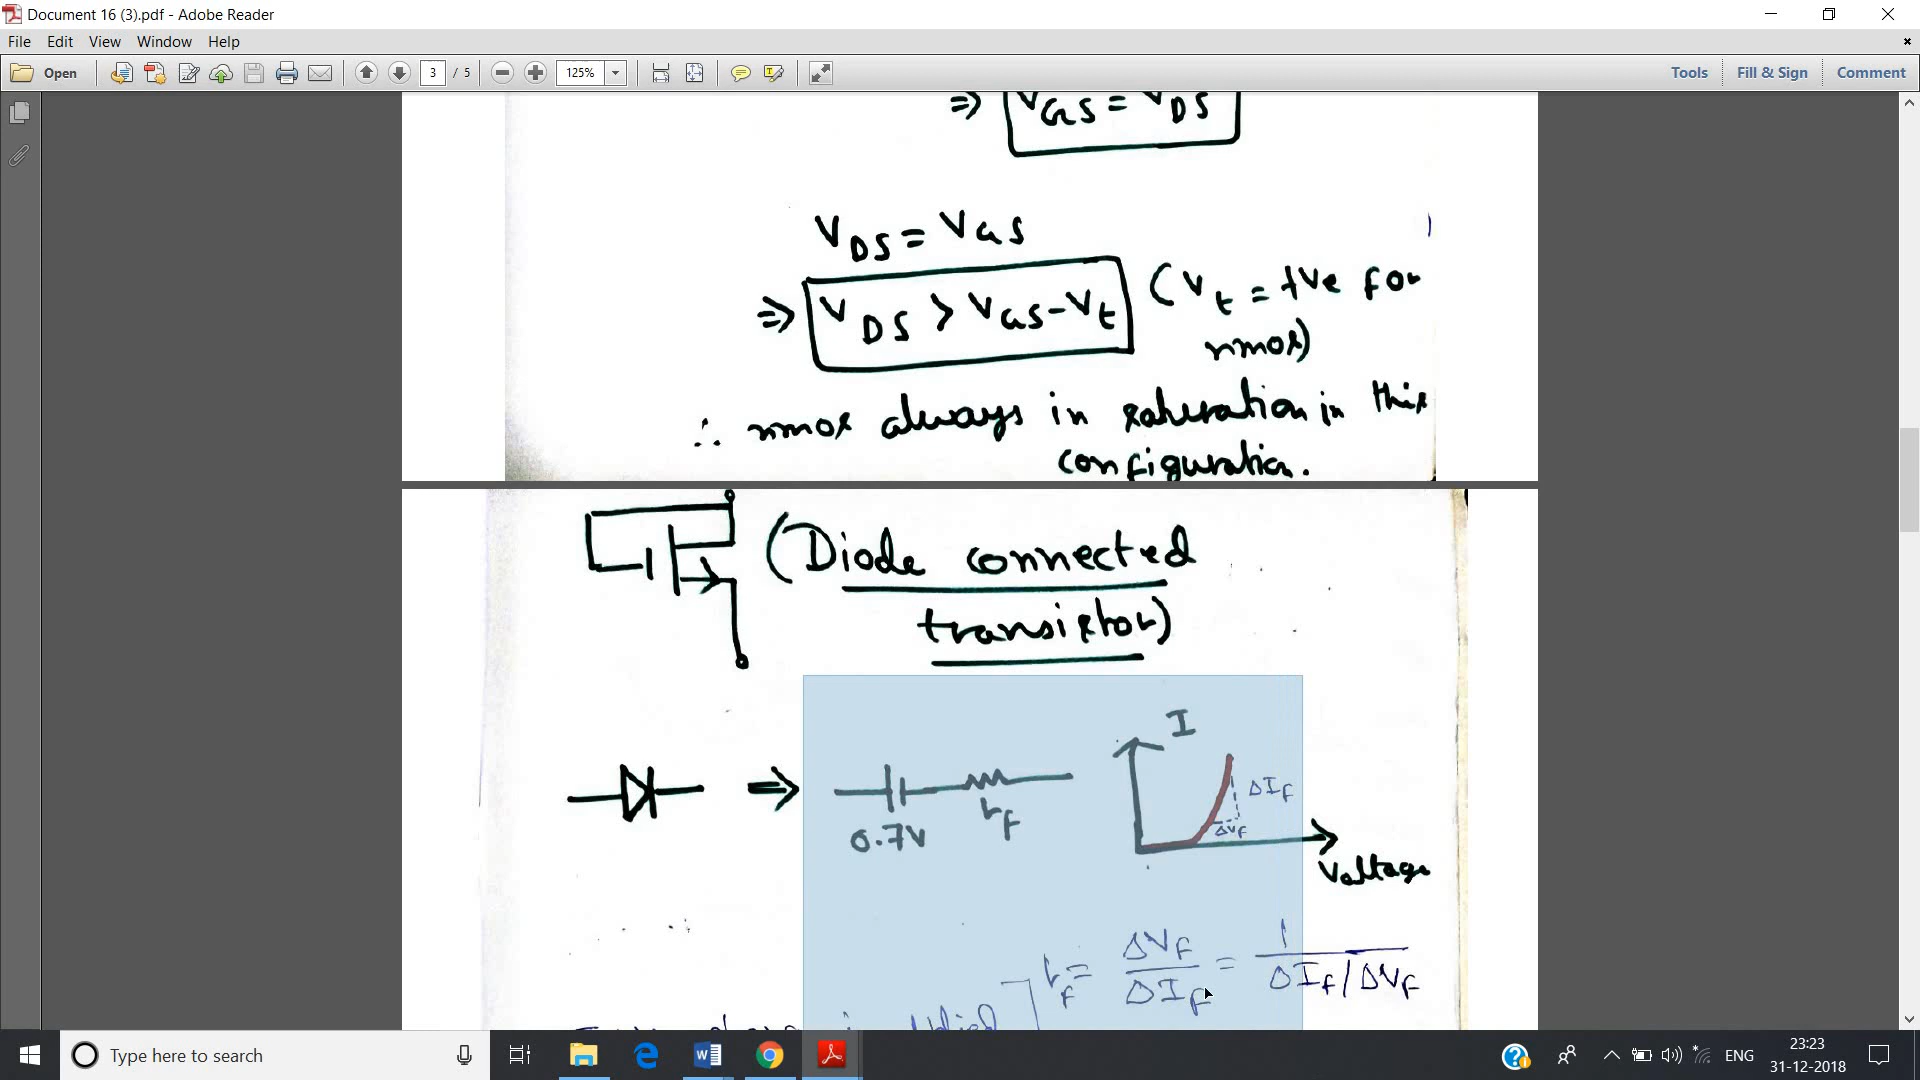 Document 16 (3).pdf - Adobe Reader
File Edit View Window Help
Open 3 / 5 125% Tools Fill & Sign Comment
⇒ VGS = VDS
VDS = VGS
⇒ VDS > VGS - Vt (Vt = +ve for
nmos)
∴ nmos always in saturation in this
configuration.
(Diode connected
transistor)
I
ΔIF
⇒ 0.7V rF ΔVF
Voltage
rF = ΔVF / ΔIF = 1 / ΔIF/ΔVF
Type here to search
ENG 23:23
31-12-2018